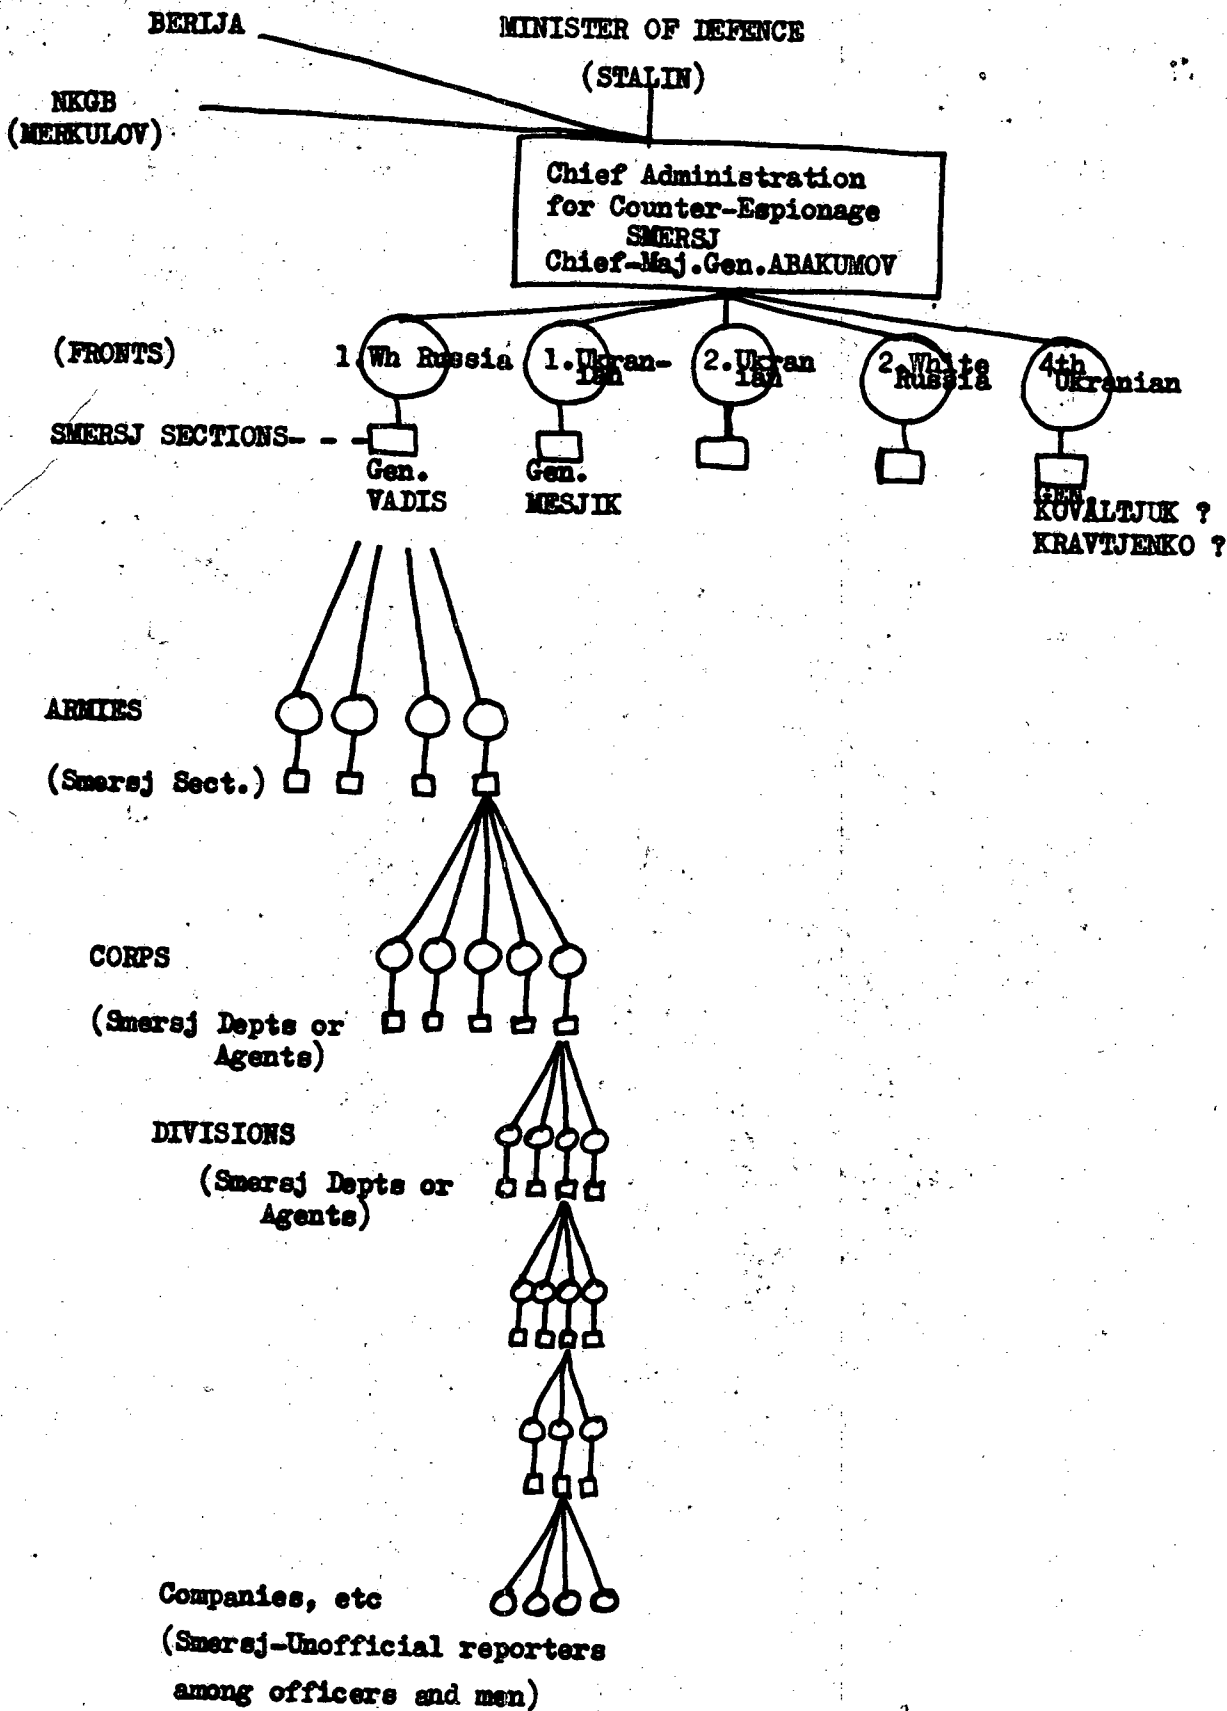 BERIJA
MINISTER OF DEFENCE
(STALIN)
NKGB
(MERKULOV)
Chief Administration
for Counter-Espionage
SMERSJ
Chief-Maj.Gen.ABAKUMOV
(FRONTS)
1.Wh Russia
1.Ukran-
ian
2.Ukran
ian
2.White
Russia
4th
Ukranian
SMERSJ SECTIONS- - -
Gen.
VADIS
Gen.
MESJIK
GEN.
KOVALTJUK ?
KRAVTJENKO ?
ARMIES
(Smersj Sect.)
CORPS
(Smersj Depts or
Agents)
DIVISIONS
(Smersj Depts or
Agents)
Companies, etc
(Smersj-Unofficial reporters
among officers and men)